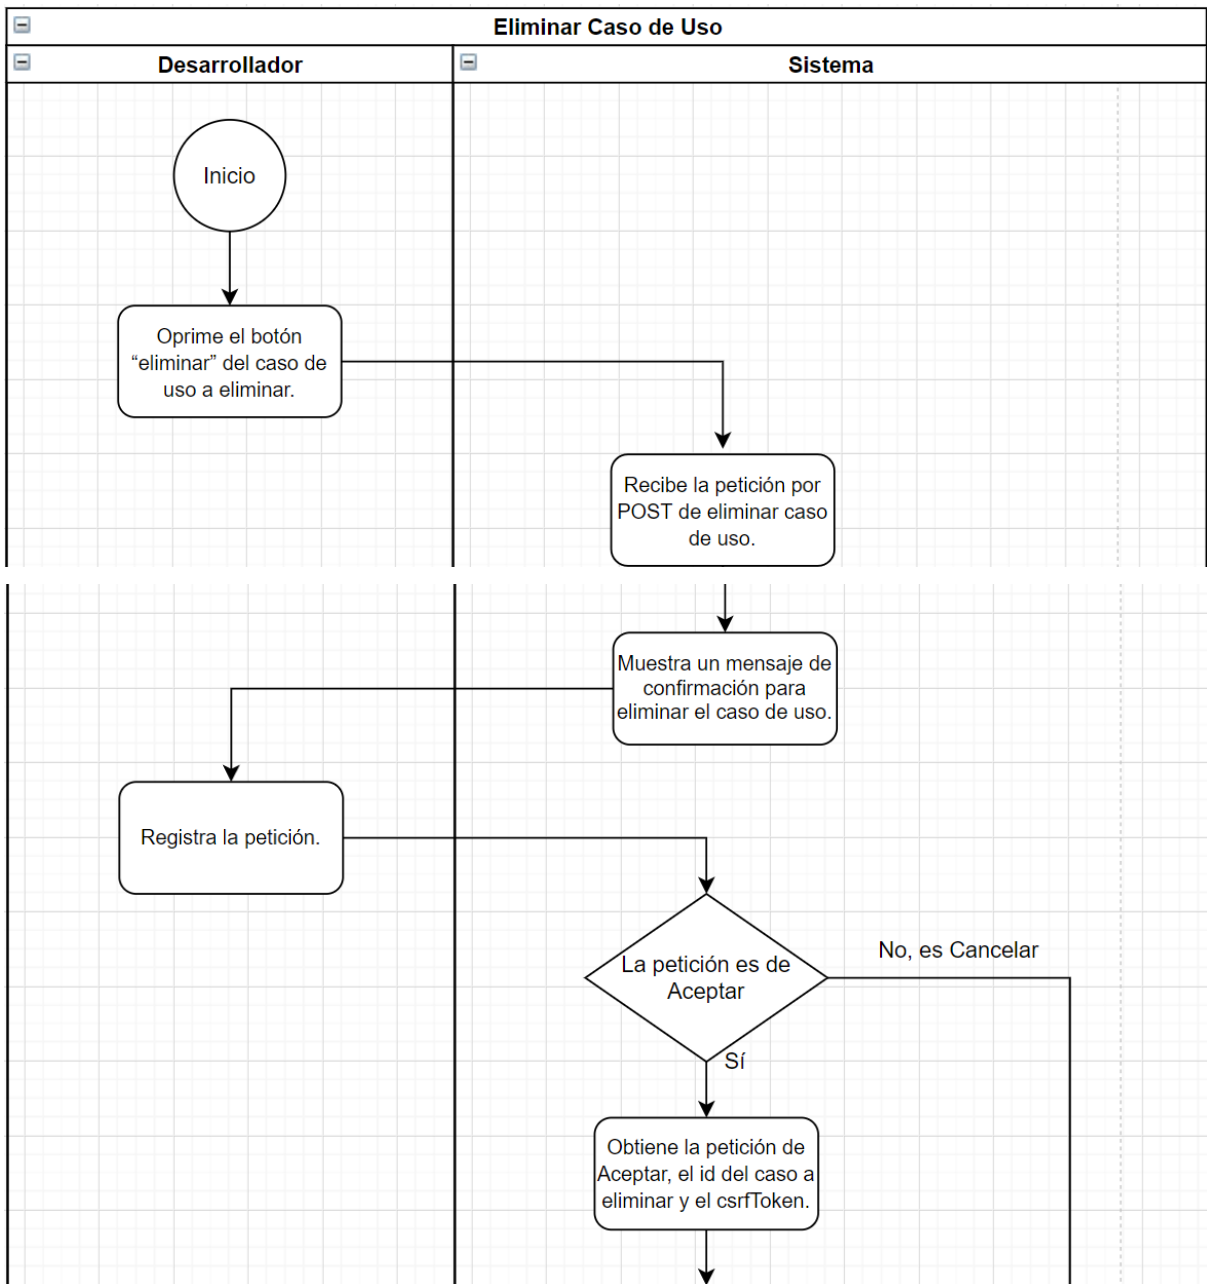 Eliminar Caso de Uso
Desarrollador
Sistema
Inicio
Oprime el botón
“eliminar” del caso de
uso a eliminar.
Recibe la petición por
POST de eliminar caso
de uso.
Muestra un mensaje de
confirmación para
eliminar el caso de uso.
Registra la petición.
La petición es de
Aceptar
No, es Cancelar
Sí
Obtiene la petición de
Aceptar, el id del caso a
eliminar y el csrfToken.